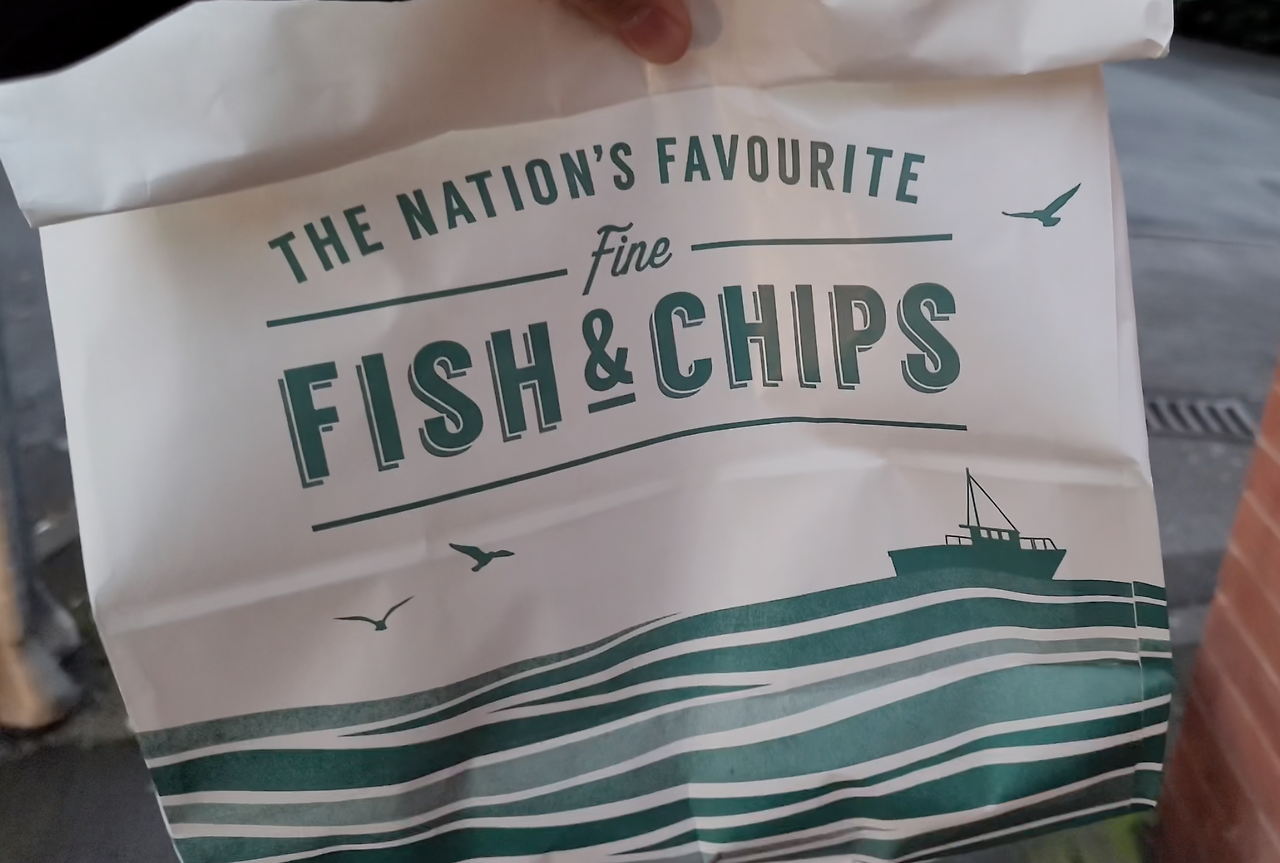 THE NATION'S FAVOURITE
Fine
FISH & CHIPS